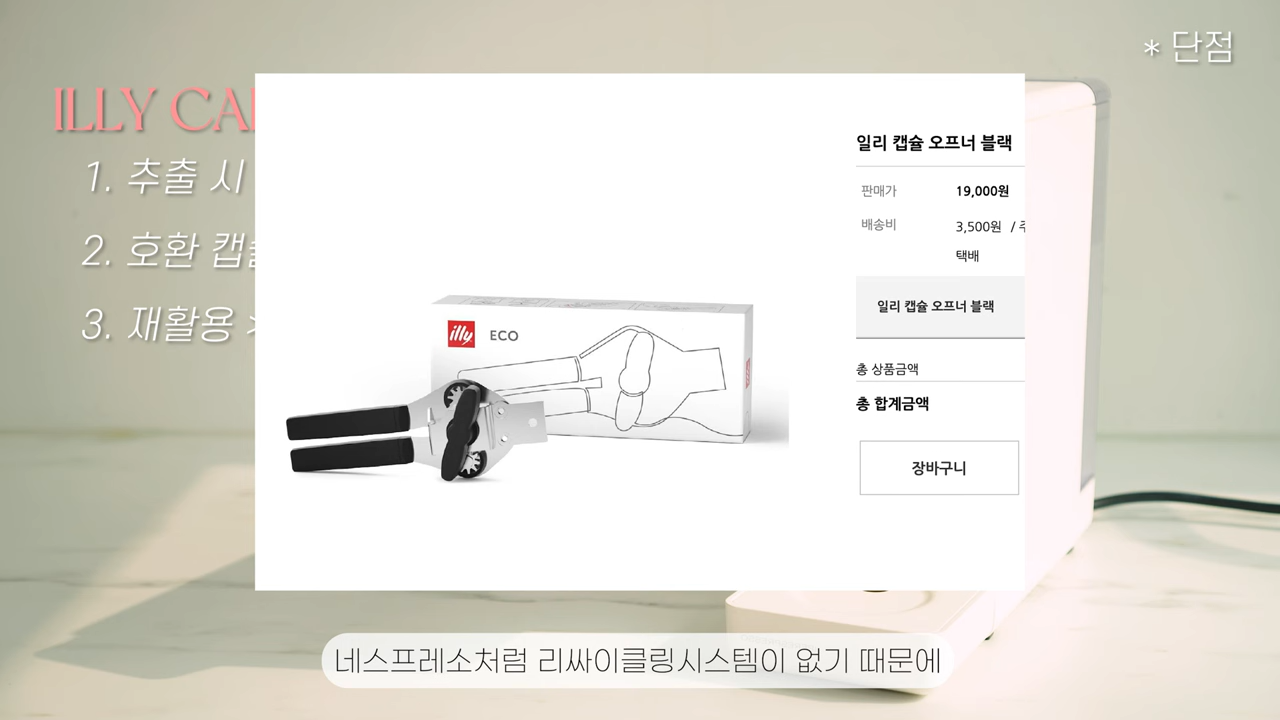 * 단점
ILLY CA
1. 추출 시
2. 호환 캡
3. 재활용
일리 캡슐 오프너 블랙
판매가 19,000원
배송비 3,500원 / 주
택배
일리 캡슐 오프너 블랙
총 상품금액
총 합계금액
장바구니
illy ECO
네스프레소처럼 리싸이클링시스템이 없기 때문에